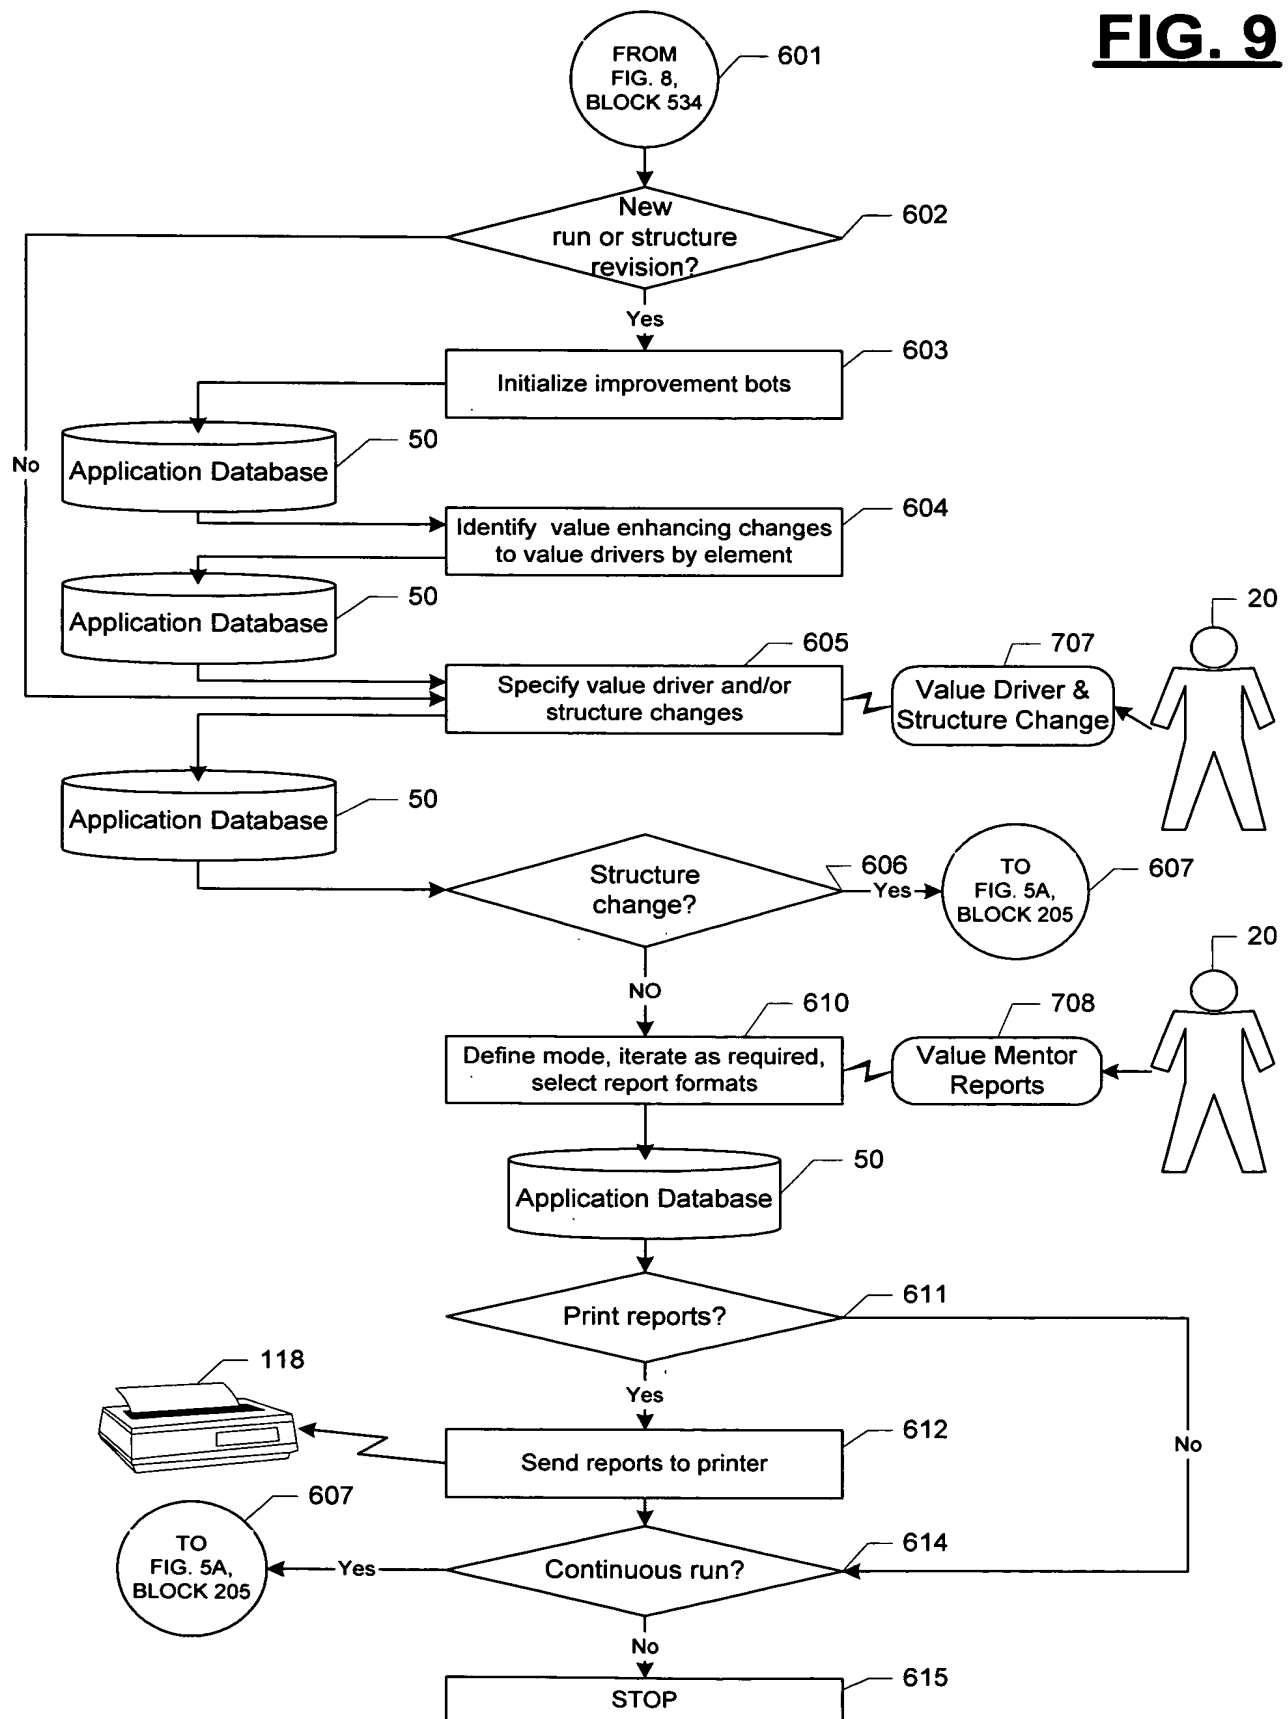 FIG. 9
FROM
FIG. 8,
BLOCK 534
601
New
run or structure
revision?
602
Yes
603
Initialize improvement bots
No
50
Application Database
604
Identify value enhancing changes
to value drivers by element
50
Application Database
20
605
707
Specify value driver and/or
structure changes
Value Driver &
Structure Change
50
Application Database
Structure
change?
606
Yes
TO
FIG. 5A,
BLOCK 205
607
20
NO
610
708
Define mode, iterate as required,
select report formats
Value Mentor
Reports
50
Application Database
Print reports?
611
118
Yes
612
Send reports to printer
No
607
TO
FIG. 5A,
BLOCK 205
Yes
Continuous run?
614
No
615
STOP